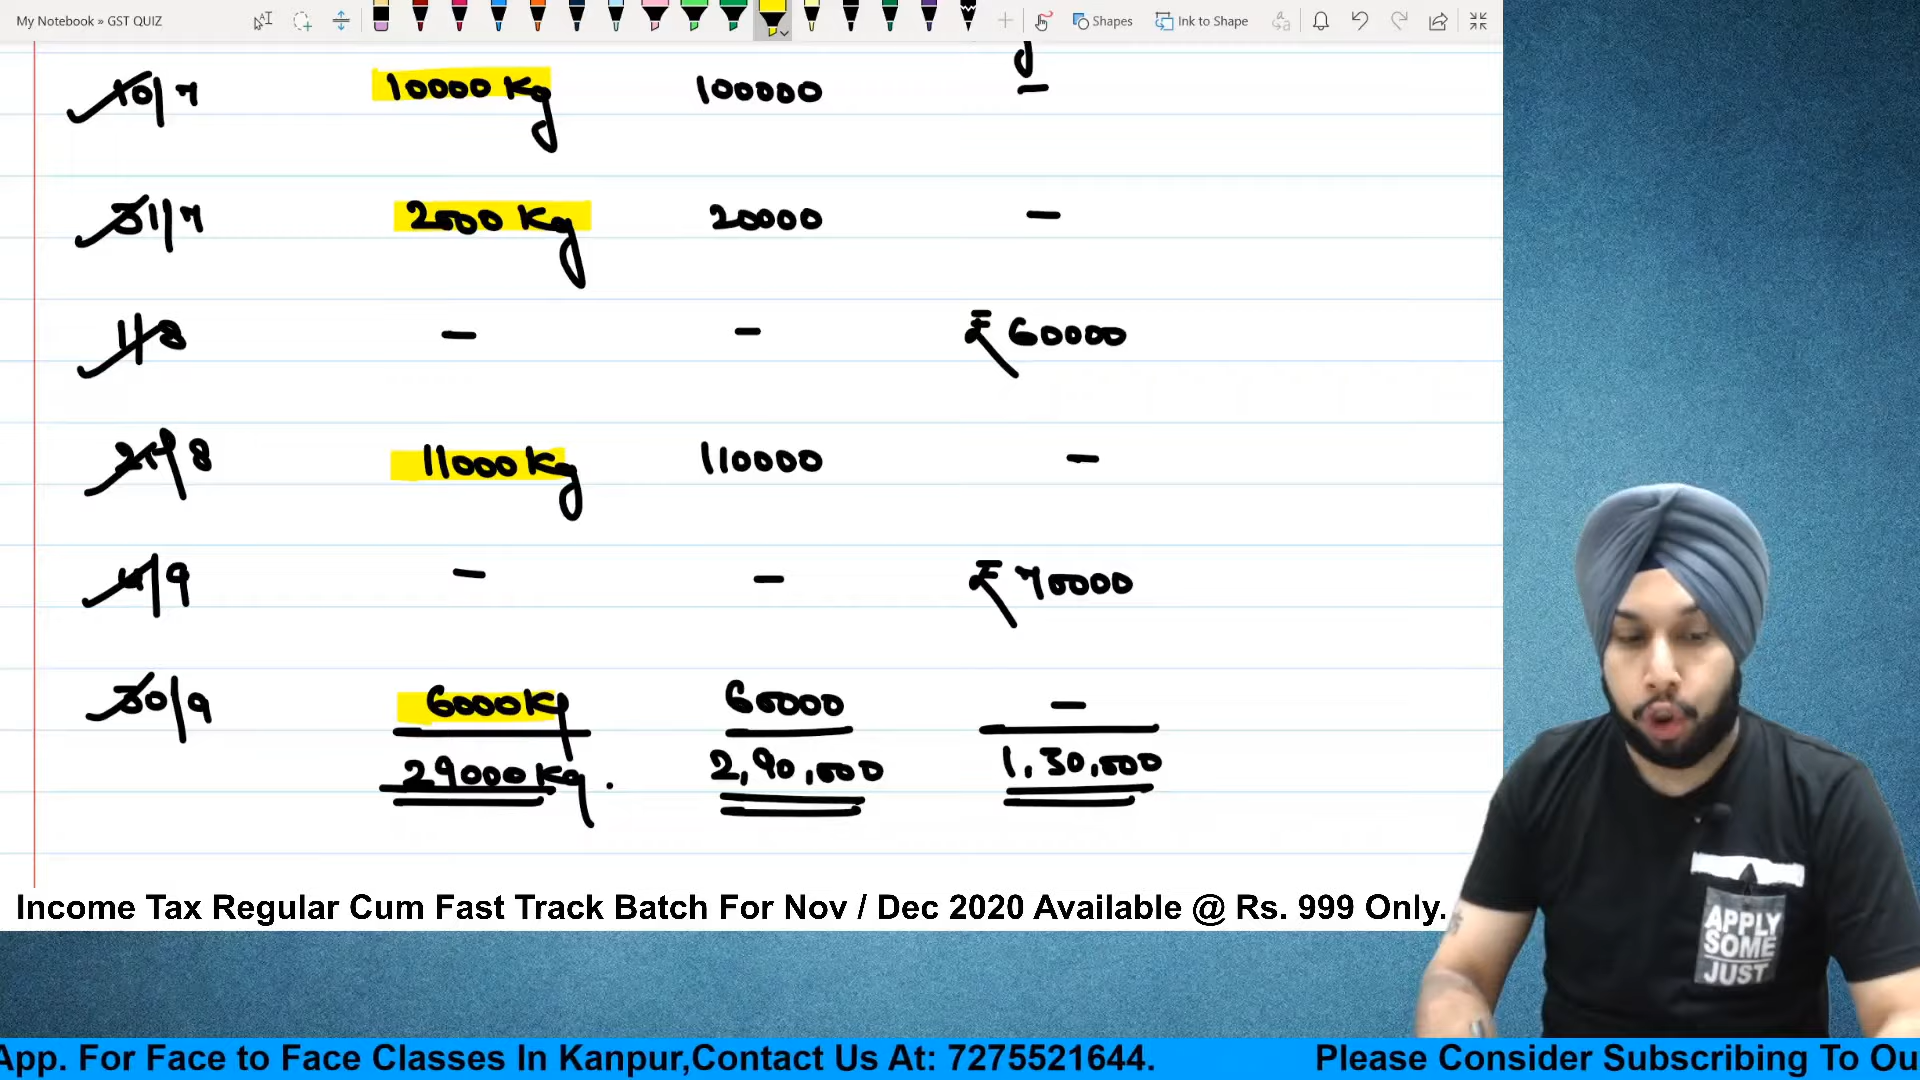 My Notebook » GST QUIZ
Shapes
Ink to Shape
10/7 10000 Kg 100000 –
31/7 2000 Kg 20000 –
1/8 – – ₹ 60000
/8 11000 Kg 110000 –
/9 – – ₹ 70000
30/9 6000 Kg 60000 –
29000 Kg. 2,90,000 1,30,000
Income Tax Regular Cum Fast Track Batch For Nov / Dec 2020 Available @ Rs. 999 Only.
APPLY
SOME
JUST
App. For Face to Face Classes In Kanpur,Contact Us At: 7275521644. Please Consider Subscribing To Ou